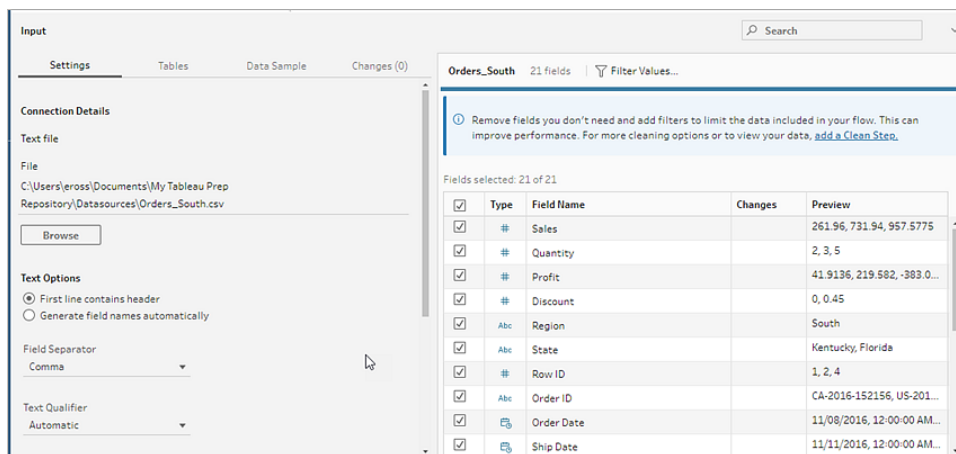 Input
Search
Settings
Tables
Data Sample
Changes (0)
Connection Details
Text file
File
C:\Users\eross\Documents\My Tableau Prep
Repository\Datasources\Orders_South.csv
Browse
Text Options
First line contains header
Generate field names automatically
Field Separator
Comma
Text Qualifier
Automatic
Orders_South 21 fields Filter Values...
Remove fields you don't need and add filters to limit the data included in your flow. This can
improve performance. For more cleaning options or to view your data, add a Clean Step.
Fields selected: 21 of 21
Type Field Name Changes Preview
# Sales 261.96, 731.94, 957.5775
# Quantity 2, 3, 5
# Profit 41.9136, 219.582, -383.0...
# Discount 0, 0.45
Abc Region South
Abc State Kentucky, Florida
# Row ID 1, 2, 4
Abc Order ID CA-2016-152156, US-201...
Order Date 11/08/2016, 12:00:00 AM...
Ship Date 11/11/2016, 12:00:00 AM...